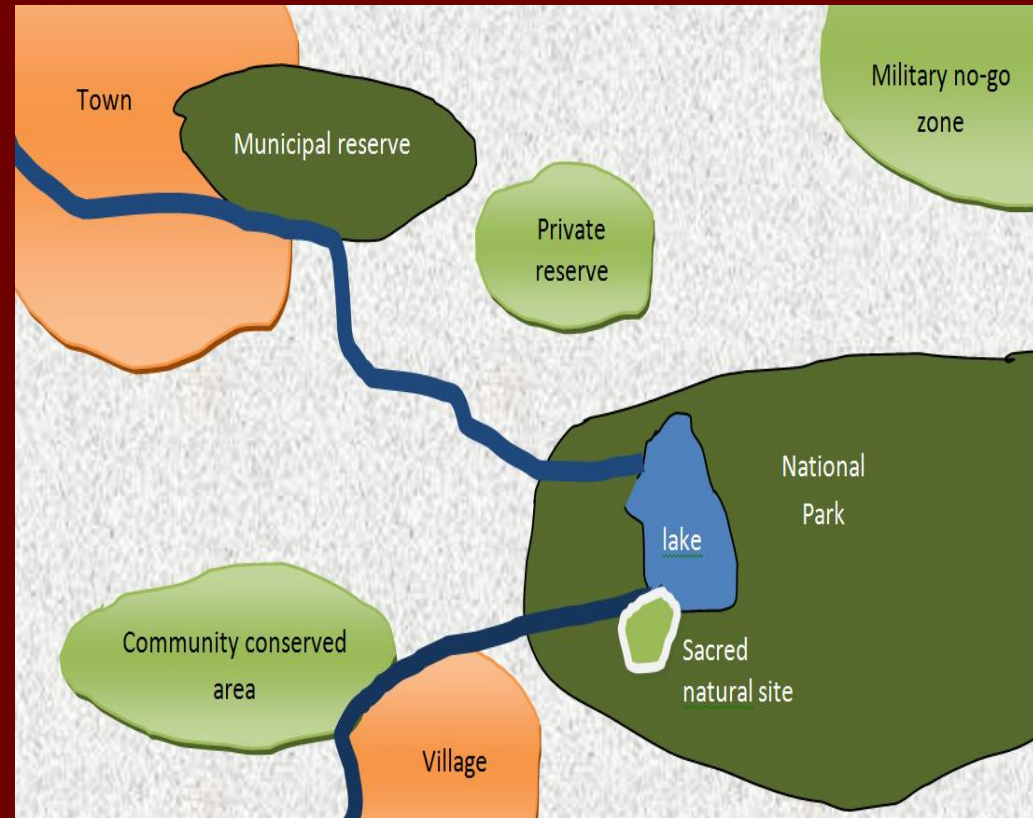 Town
Municipal reserve
Military no-go
zone
Private
reserve
National
Park
lake
Community conserved
area
Sacred
natural site
Village